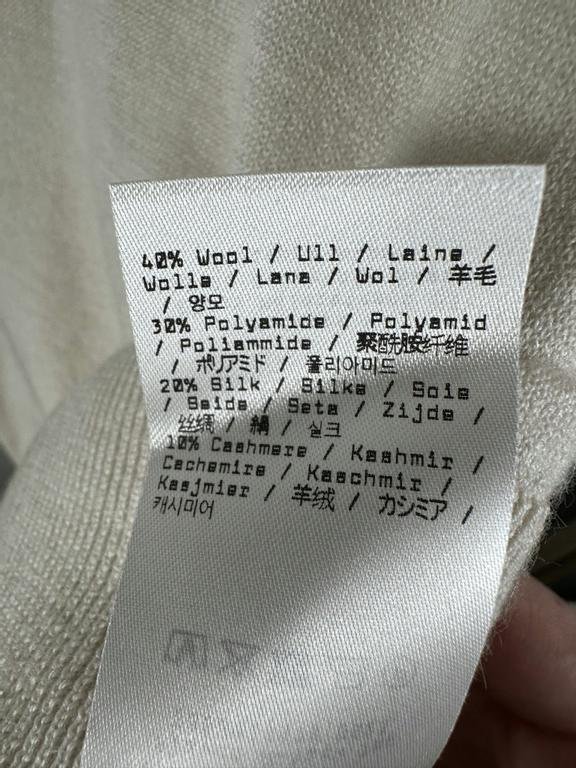 40% Wool / Ull / Laine /
Wolle / Lana / Wol / 羊毛
/ 양모
30% Polyamide / Polyamid
/ Poliammide / 聚酰胺纤维
/ ポリアミド / 폴리아미드
20% Silk / Silke / Soie
/ Seide / Seta / Zijde /
丝绸 / 絹 / 실크
10% Cashmere / Kashmir /
Cachemire / Kaschmir /
Kasjmier / 羊绒 / カシミア /
캐시미어